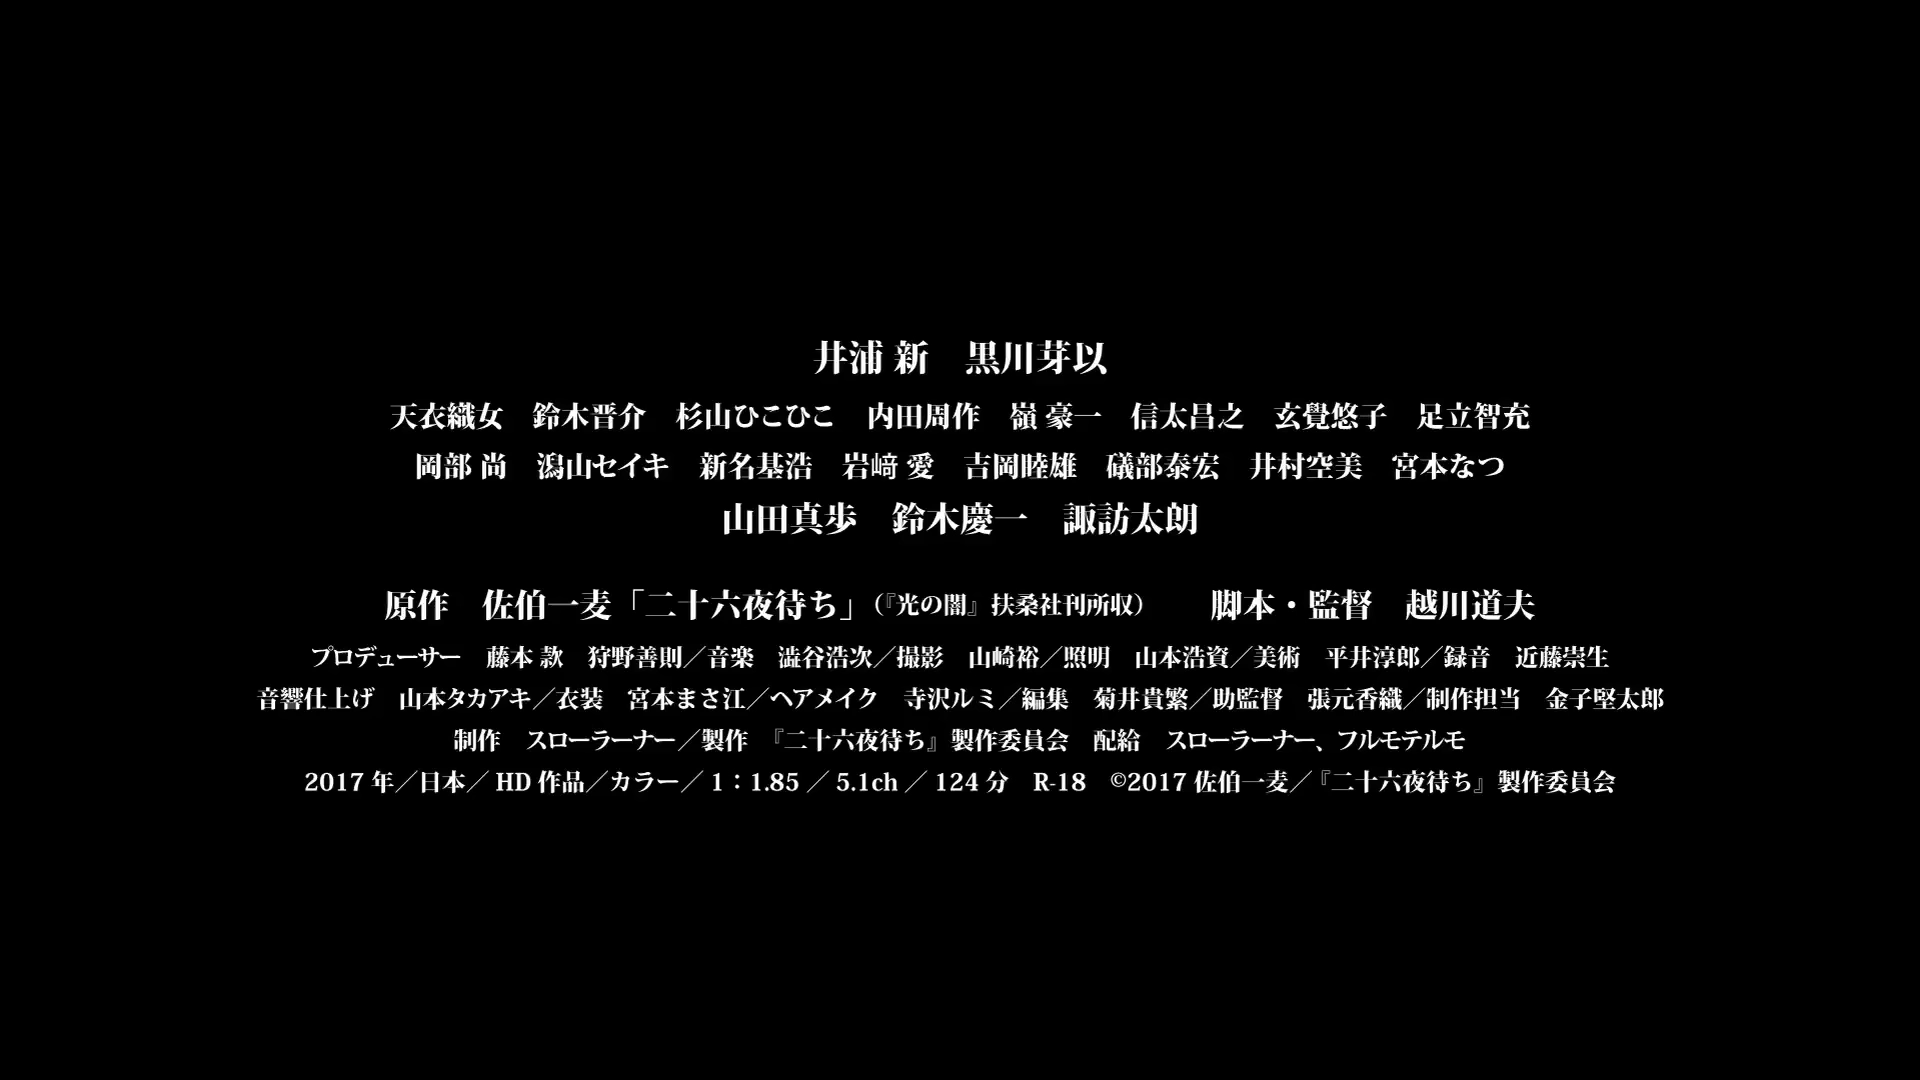 井浦 新　黒川芽以
天衣織女　鈴木晋介　杉山ひこひこ　内田周作　嶺 豪一　信太昌之　玄覺悠子　足立智充
岡部 尚　潟山セイキ　新名基浩　岩﨑 愛　吉岡睦雄　礒部泰宏　井村空美　宮本なつ
山田真歩　鈴木慶一　諏訪太朗
原作　佐伯一麦「二十六夜待ち」（『光の闇』扶桑社刊所収）　脚本・監督　越川道夫
プロデューサー　藤本 款　狩野善則／音楽　澁谷浩次／撮影　山崎裕／照明　山本浩資／美術　平井淳郎／録音　近藤崇生
音響仕上げ　山本タカアキ／衣装　宮本まさ江／ヘアメイク　寺沢ルミ／編集　菊井貴繁／助監督　張元香織／制作担当　金子堅太郎
制作　スローラーナー／製作　『二十六夜待ち』製作委員会　配給　スローラーナー、フルモテルモ
2017 年／日本／ HD 作品／カラー／ 1：1.85 ／ 5.1ch ／ 124 分　R-18　©2017 佐伯一麦／『二十六夜待ち』製作委員会